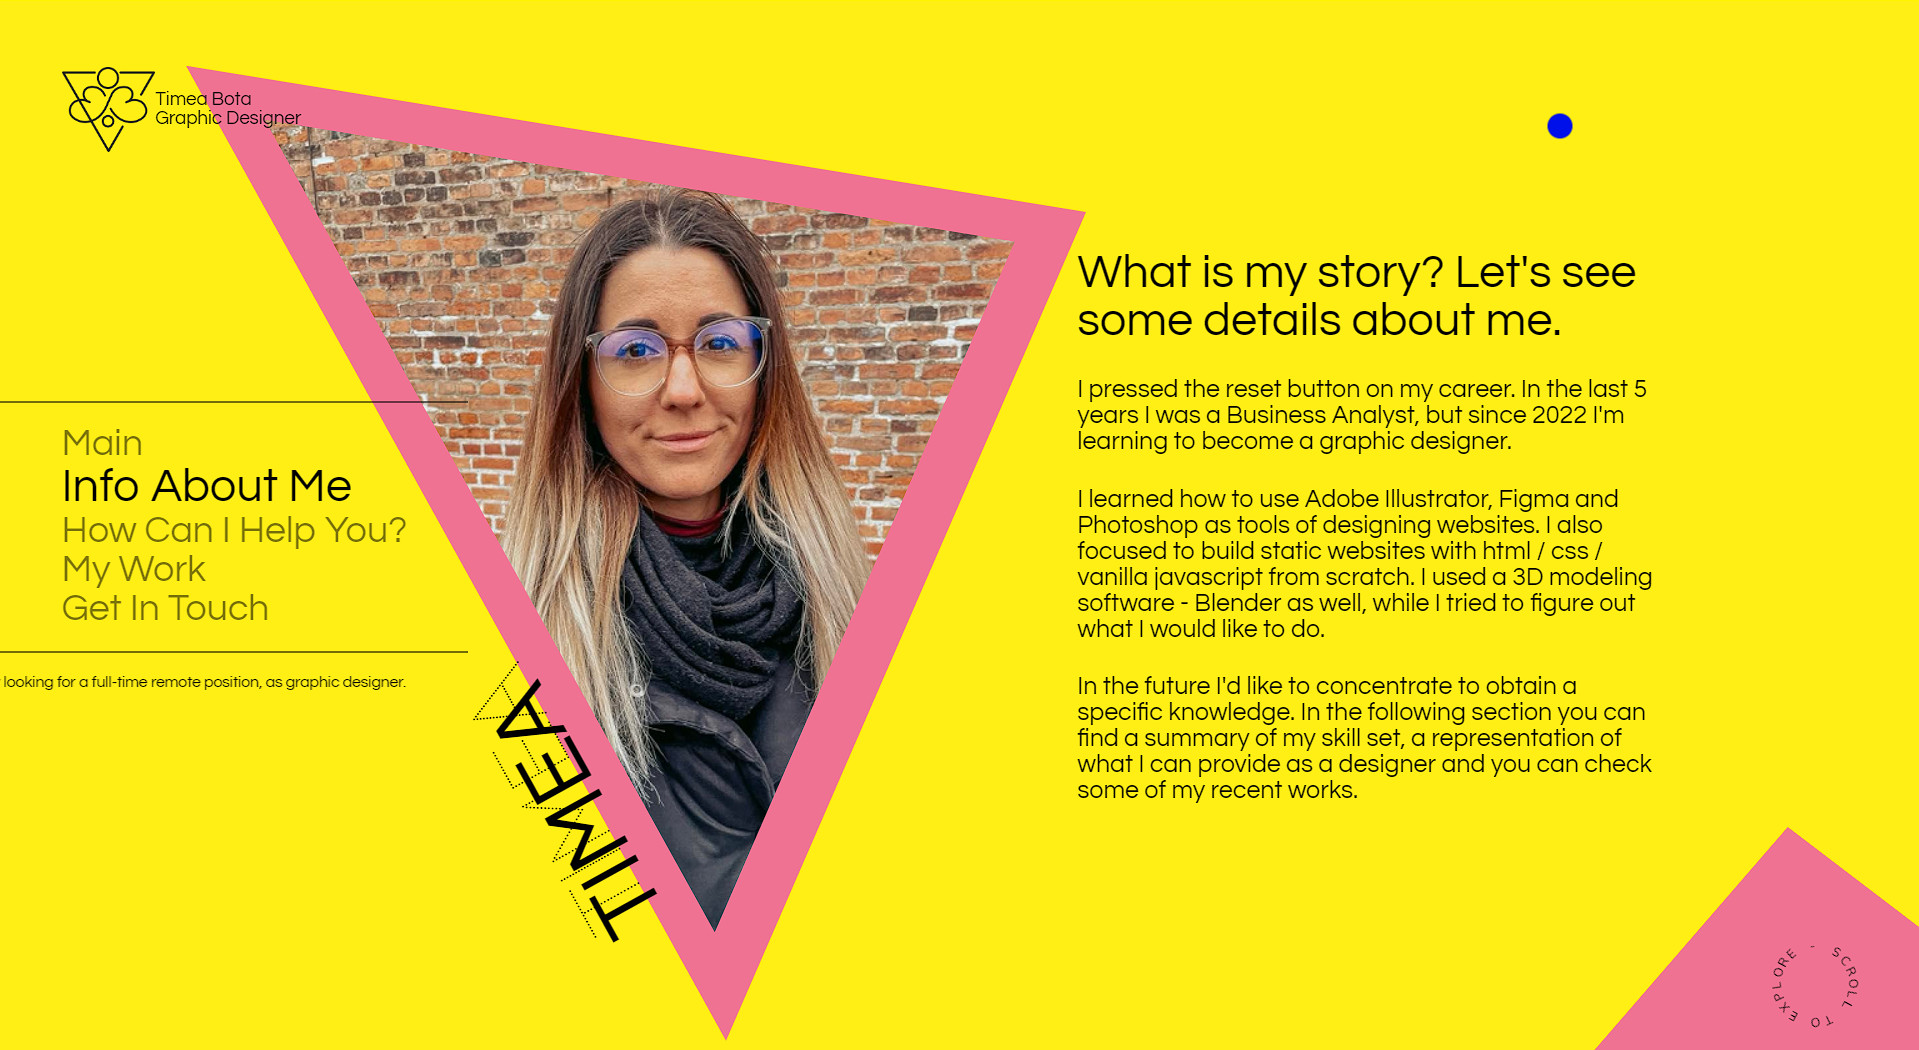 Timea Bota
Graphic Designer
Main
Info About Me
How Can I Help You?
My Work
Get In Touch
looking for a full-time remote position, as graphic designer.
TIMEA
What is my story? Let's see
some details about me.
I pressed the reset button on my career. In the last 5
years I was a Business Analyst, but since 2022 I'm
learning to become a graphic designer.
I learned how to use Adobe Illustrator, Figma and
Photoshop as tools of designing websites. I also
focused to build static websites with html / css /
vanilla javascript from scratch. I used a 3D modeling
software - Blender as well, while I tried to figure out
what I would like to do.
In the future I'd like to concentrate to obtain a
specific knowledge. In the following section you can
find a summary of my skill set, a representation of
what I can provide as a designer and you can check
some of my recent works.
SCROLL TO EXPLORE -